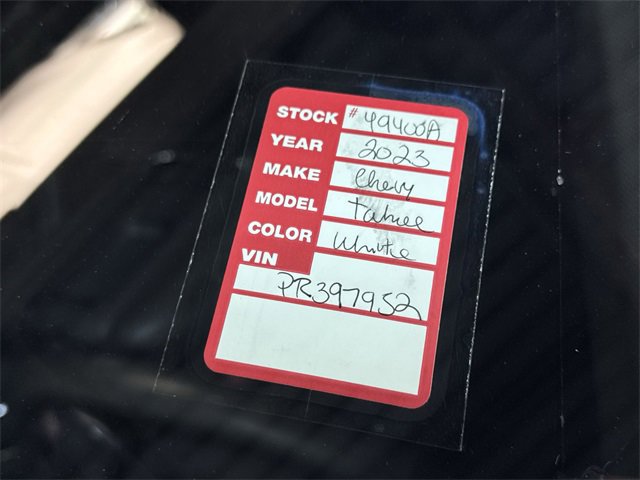 STOCK # 49400A
YEAR 2023
MAKE Chevy
MODEL Tahoe
COLOR White
VIN
PR397952